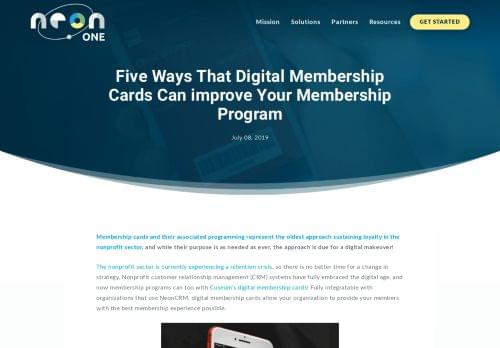 neon
ONE
Mission Solutions Partners Resources GET STARTED
Five Ways That Digital Membership
Cards Can improve Your Membership
Program
July 08, 2019
Membership cards and their associated programming represent the oldest approach sustaining loyalty in the
nonprofit sector, and while their purpose is as needed as ever, the approach is due for a digital makeover!
The nonprofit sector is currently experiencing a retention crisis, so there is no better time for a change in
strategy. Nonprofit customer relationship management (CRM) systems have fully embraced the digital age, and
now membership programs can too with Cuseum's digital membership cards! Fully integratable with
organizations that use NeonCRM, digital membership cards allow your organization to provide your members
with the best membership experience possible.